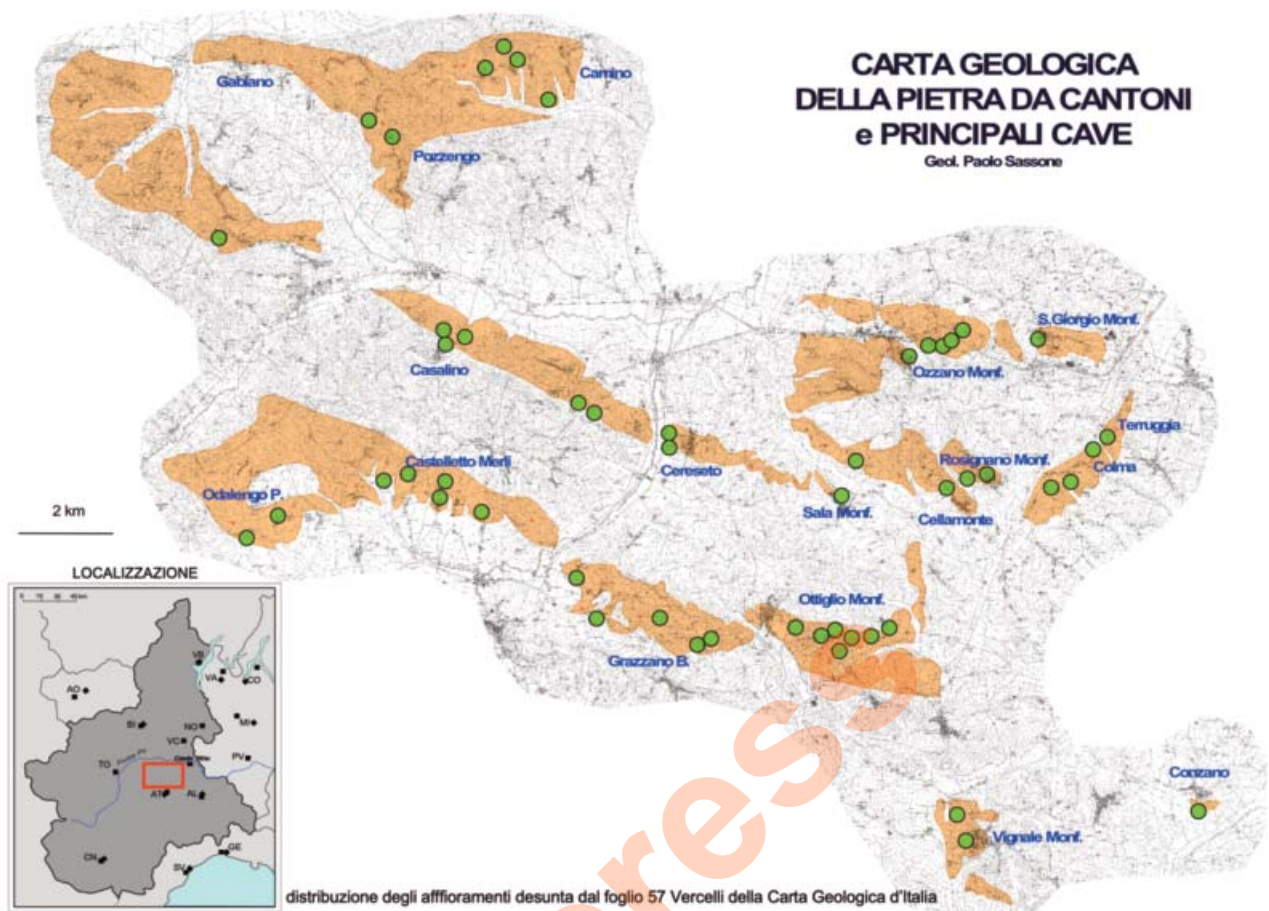 CARTA GEOLOGICA
DELLA PIETRA DA CANTONI
e PRINCIPALI CAVE
Geol. Paolo Sassone
Gabiano
Camino
Pozzengo
S.Giorgio Monf.
Casalino
Ozzano Monf.
Terruggia
Castelletto Merli
Cereseto
Rosignano Monf.
Colma
Odalengo P.
Sala Monf.
Cellamonte
2 km
Ottiglio Monf.
Grazzano B.
Conzano
Vignale Monf.
LOCALIZZAZIONE
VB
VA
CO
AO
BI
NO
MI
VC
TO
PV
AT
AL
CN
GE
SV
distribuzione degli afffioramenti desunta dal foglio 57 Vercelli della Carta Geologica d'Italia
press